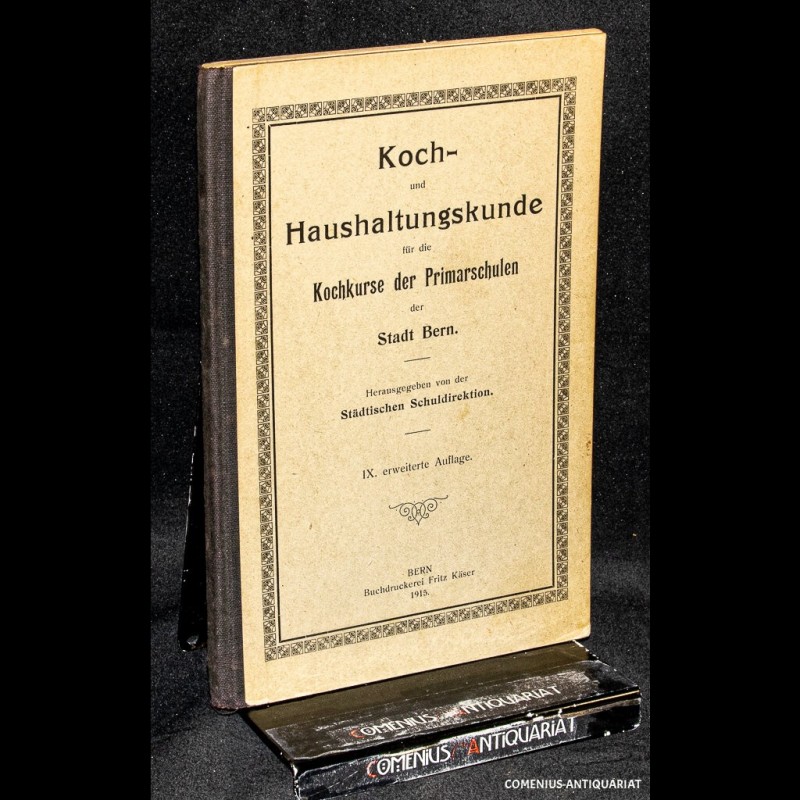 Koch-
und
Haushaltungskunde
für die
Kochkurse der Primarschulen
der
Stadt Bern.
Herausgegeben von der
Städtischen Schuldirektion.
IX. erweiterte Auflage.
BERN
Buchdruckerei Fritz Käser
1915.
COMENIUS-ANTIQUARIAT
COMENIUS-ANTIQUARIAT
COMENIUS-ANTIQUARIAT